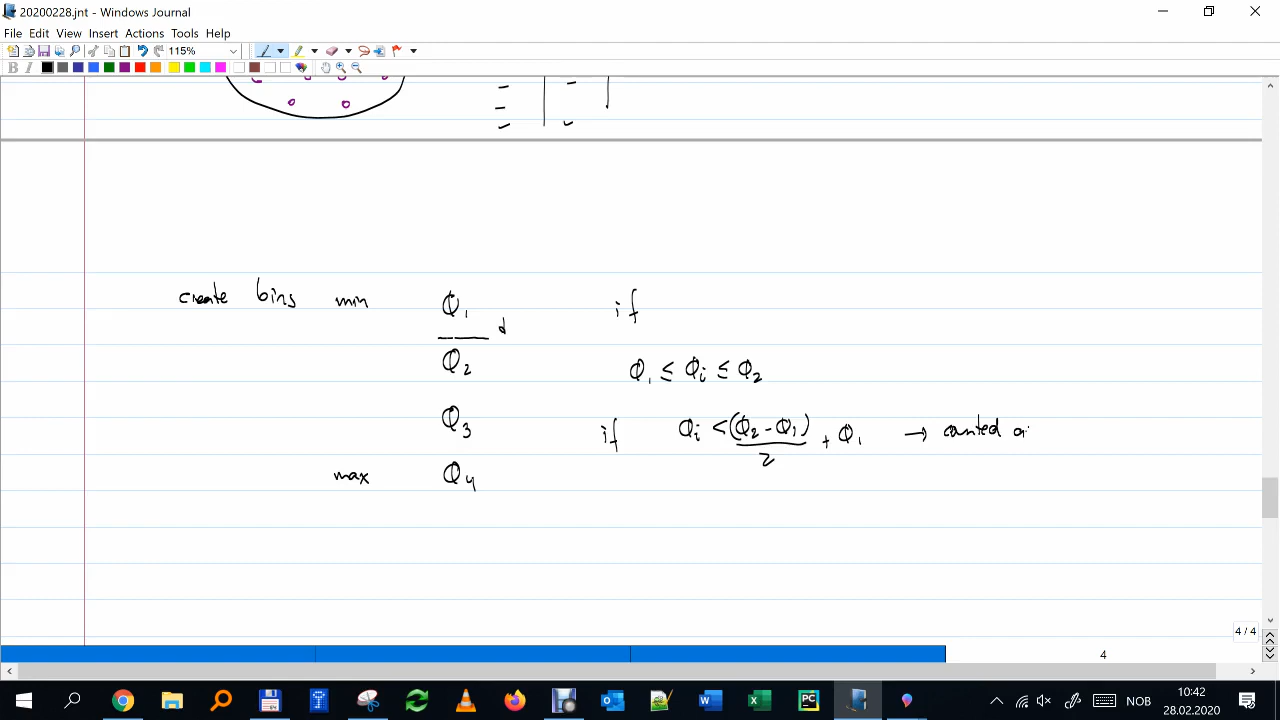 20200228.jnt - Windows Journal
File Edit View Insert Actions Tools Help
115%
B I
create bins min Q1 if
Q2
Q1 ≤ Qi ≤ Q2
Q3
if Qi < (Q2 - Q1)/2 + Q1 →
max Q4
4 / 4
4
NOB
10:42
28.02.2020